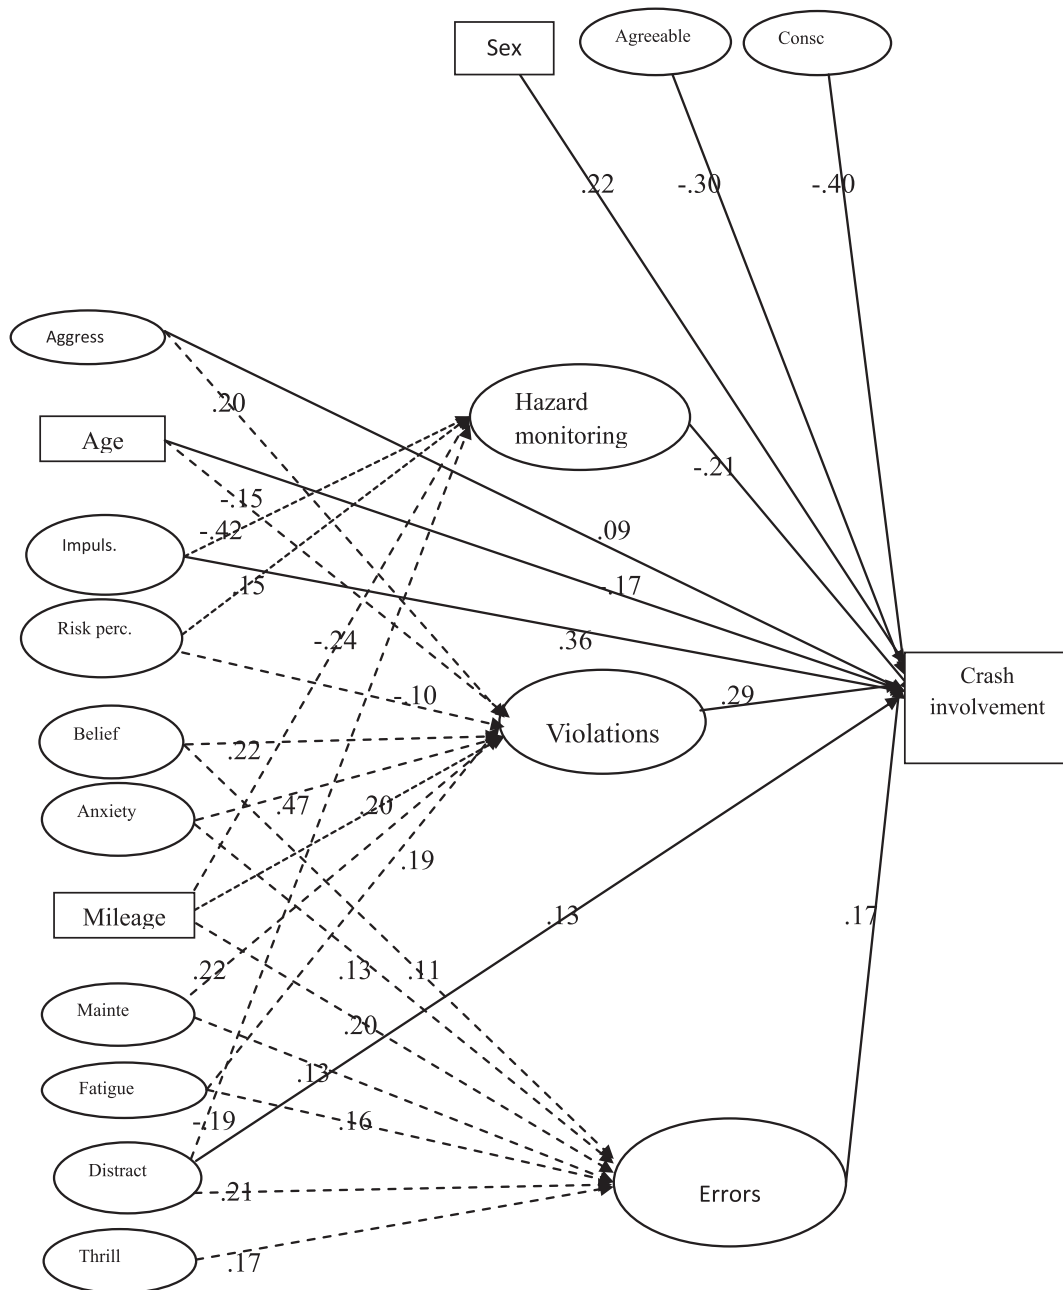 Sex
Agreeable
Consc
.22
-.30
-.40
Aggress
.20
Hazard
monitoring
Age
-.21
-.15
-.42
.09
Impuls.
.15
-.17
Risk perc.
-.24
.36
Crash
involvement
-.10
.29
Belief
.22
Violations
Anxiety
.47
.20
.19
Mileage
.13
.17
.22
.13
.11
Mainte
.20
.13
Fatigue
-.19
.16
Distract
.21
Errors
Thrill
.17